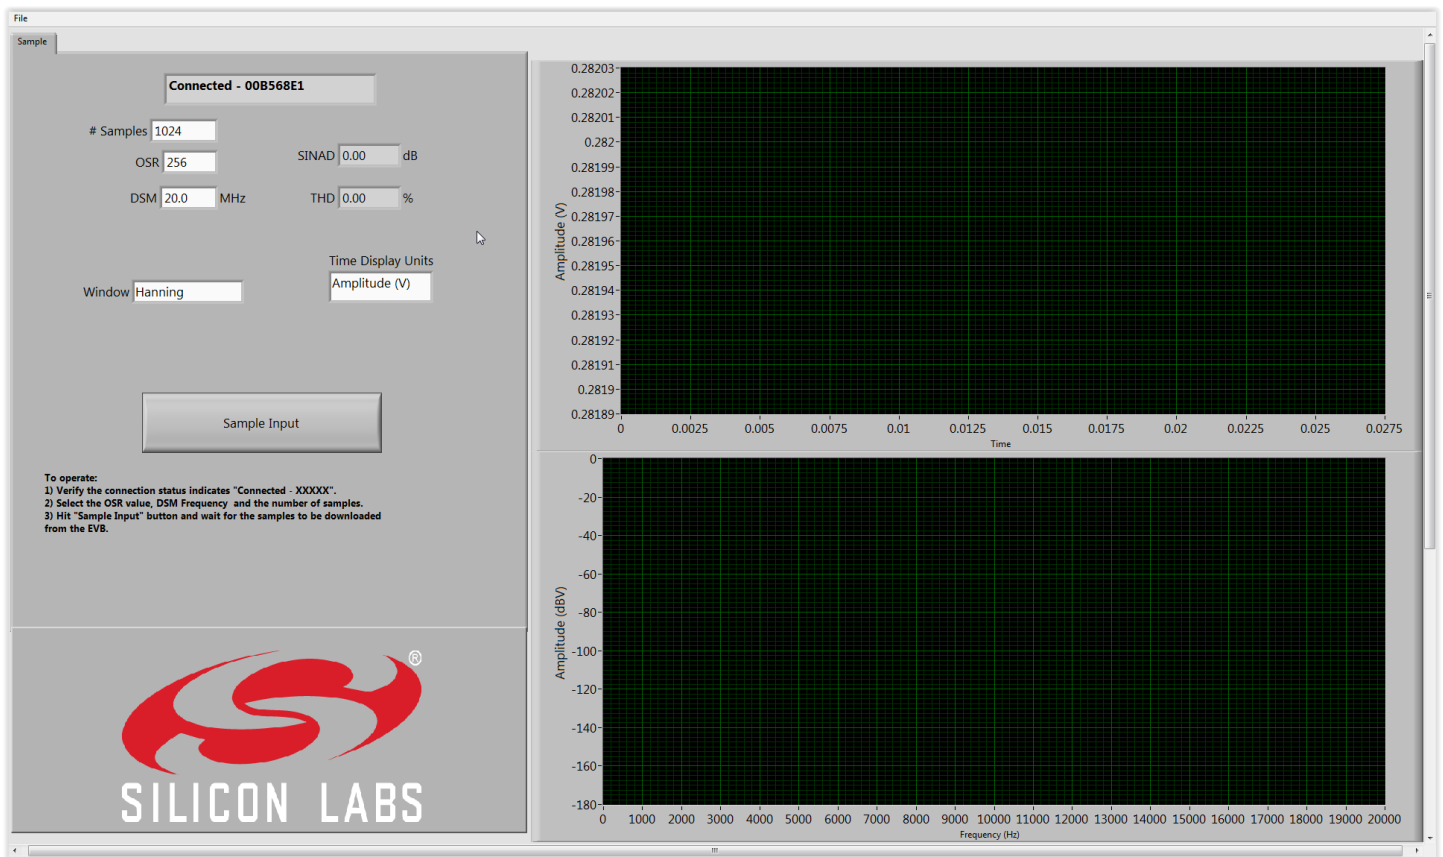 File
Sample
Connected - 00B568E1
# Samples 1024
OSR 256
SINAD 0.00 dB
DSM 20.0 MHz
THD 0.00 %
Time Display Units
Amplitude (V)
Window Hanning
Sample Input
To operate:
1) Verify the connection status indicates "Connected - XXXXX".
2) Select the OSR value, DSM Frequency and the number of samples.
3) Hit "Sample Input" button and wait for the samples to be downloaded
from the EVB.
®
SILICON LABS
Amplitude (V)
0.28203
0.28202
0.28201
0.282
0.28199
0.28198
0.28197
0.28196
0.28195
0.28194
0.28193
0.28192
0.28191
0.2819
0.28189
0 0.0025 0.005 0.0075 0.01 0.0125 0.015 0.0175 0.02 0.0225 0.025 0.0275
Time
Amplitude (dBV)
0
-20
-40
-60
-80
-100
-120
-140
-160
-180
0 1000 2000 3000 4000 5000 6000 7000 8000 9000 10000 11000 12000 13000 14000 15000 16000 17000 18000 19000 20000
Frequency (Hz)